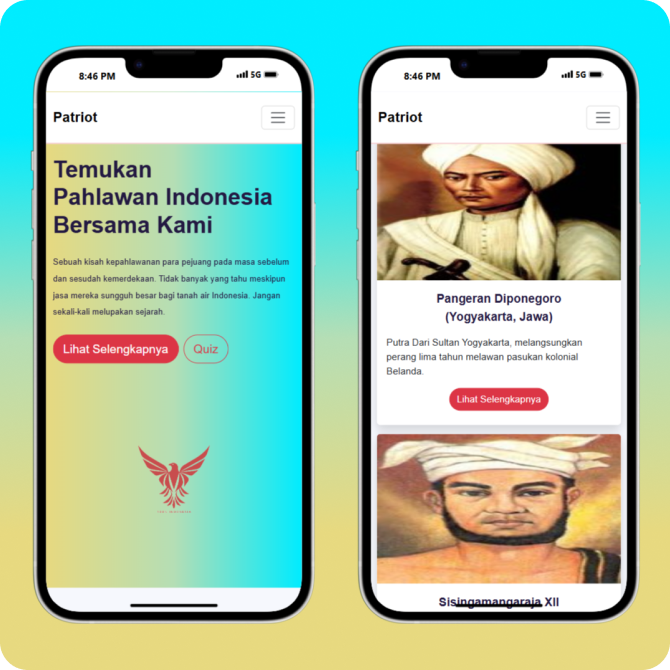 8:46 PM
5G
Patriot
Temukan
Pahlawan Indonesia
Bersama Kami
Sebuah kisah kepahlawanan para pejuang pada masa sebelum
dan sesudah kemerdekaan. Tidak banyak yang tahu meskipun
jasa mereka sungguh besar bagi tanah air Indonesia. Jangan
sekali-kali melupakan sejarah.
Lihat Selengkapnya
Quiz
8:46 PM
5G
Patriot
Pangeran Diponegoro
(Yogyakarta, Jawa)
Putra Dari Sultan Yogyakarta, melangsungkan
perang lima tahun melawan pasukan kolonial
Belanda.
Lihat Selengkapnya
Sisingamangaraja XII